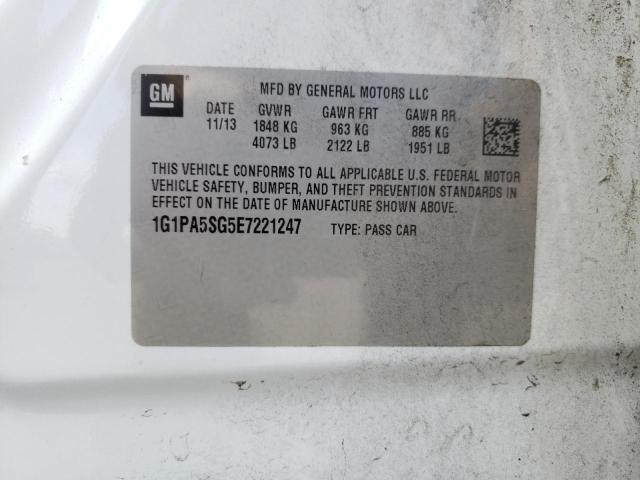 GM
MFD BY GENERAL MOTORS LLC
DATE GVWR GAWR FRT GAWR RR
11/13 1848 KG 963 KG 885 KG
4073 LB 2122 LB 1951 LB
THIS VEHICLE CONFORMS TO ALL APPLICABLE U.S. FEDERAL MOTOR
VEHICLE SAFETY, BUMPER, AND THEFT PREVENTION STANDARDS IN
EFFECT ON THE DATE OF MANUFACTURE SHOWN ABOVE.
1G1PA5SG5E7221247 TYPE: PASS CAR